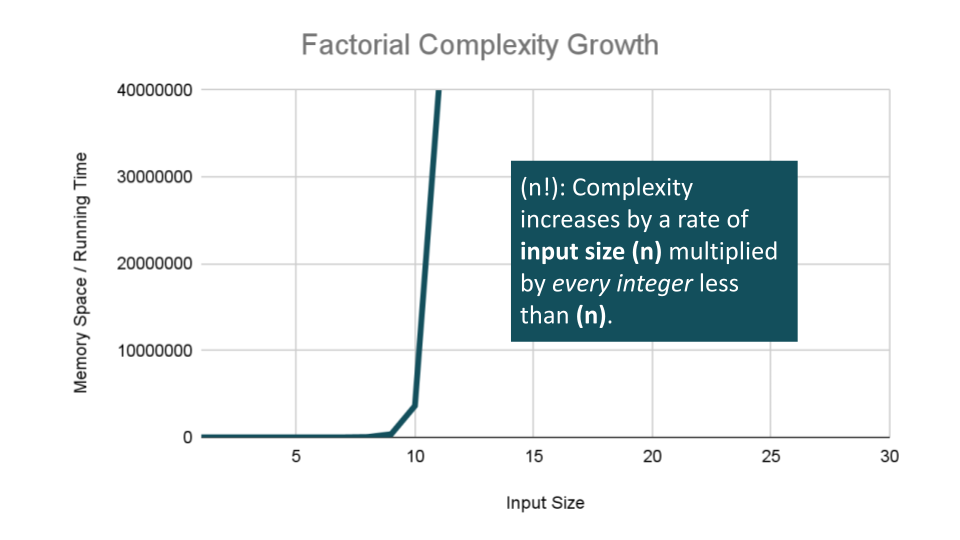 Factorial Complexity Growth
Memory Space / Running Time
40000000
30000000
20000000
10000000
0
(n!): Complexity
increases by a rate of
input size (n) multiplied
by every integer less
than (n).
5 10 15 20 25 30
Input Size